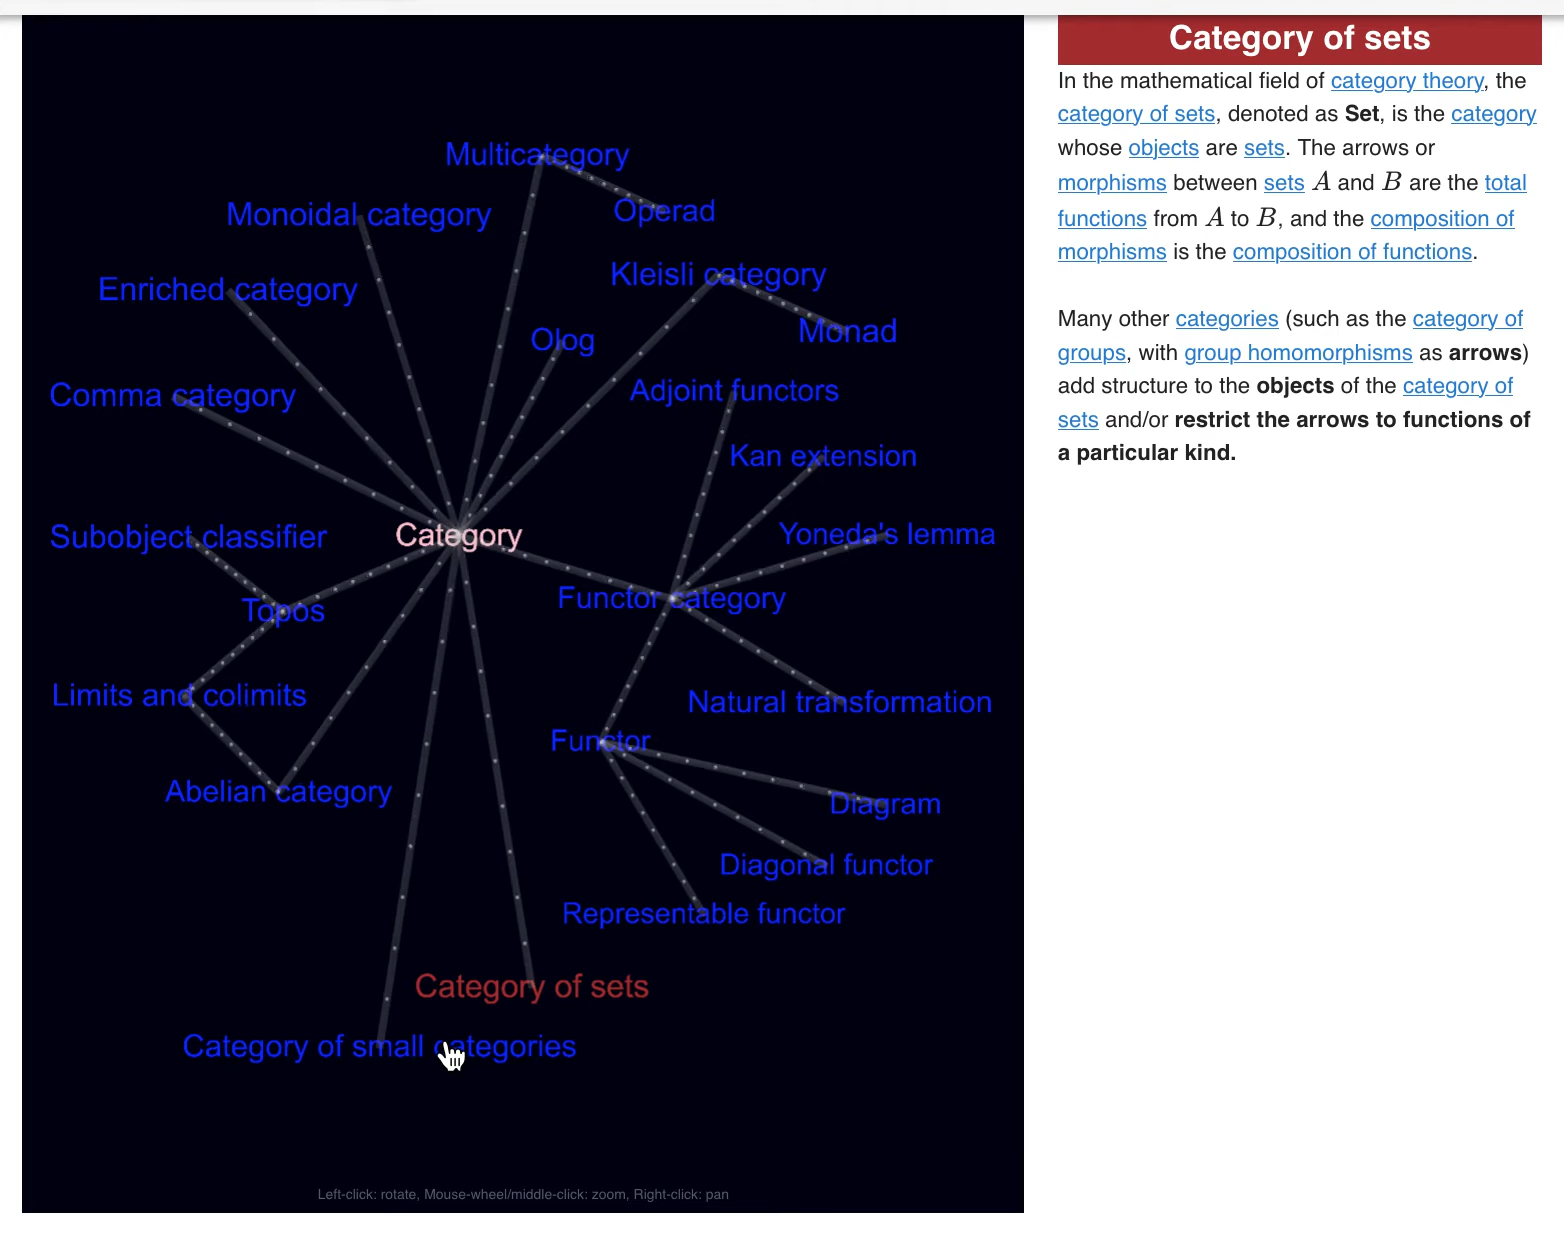 Multicategory
Operad
Monoidal category
Kleisli category
Enriched category
Monad
Olog
Adjoint functors
Comma category
Kan extension
Yoneda's lemma
Subobject classifier
Category
Functor category
Topos
Limits and colimits
Natural transformation
Functor
Abelian category
Diagram
Diagonal functor
Representable functor
Category of sets
Category of small categories
Left-click: rotate, Mouse-wheel/middle-click: zoom, Right-click: pan
Category of sets
In the mathematical field of category theory, the
category of sets, denoted as Set, is the category
whose objects are sets. The arrows or
morphisms between sets A and B are the total
functions from A to B, and the composition of
morphisms is the composition of functions.
Many other categories (such as the category of
groups, with group homomorphisms as arrows)
add structure to the objects of the category of
sets and/or restrict the arrows to functions of
a particular kind.